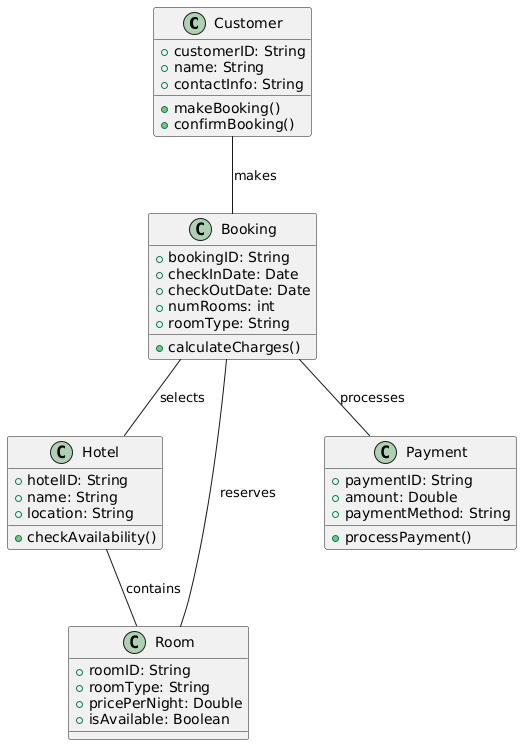 C Customer
customerID: String
name: String
contactInfo: String
makeBooking()
confirmBooking()
makes
C Booking
bookingID: String
checkInDate: Date
checkOutDate: Date
numRooms: int
roomType: String
calculateCharges()
selects
processes
C Hotel
hotelID: String
name: String
location: String
checkAvailability()
reserves
C Payment
paymentID: String
amount: Double
paymentMethod: String
processPayment()
contains
C Room
roomID: String
roomType: String
pricePerNight: Double
isAvailable: Boolean